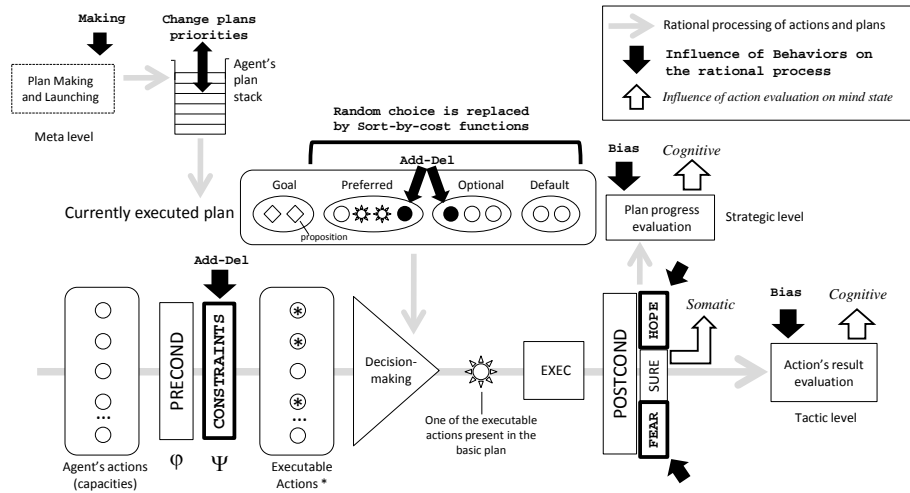 Making
Change plans
priorities
Agent's
plan
stack
Plan Making
and Launching
Meta level
Rational processing of actions and plans
Influence of Behaviors on
the rational process
Influence of action evaluation on mind state
Random choice is replaced
by Sort-by-cost functions
Add-Del
Goal
Preferred
Optional
Default
proposition
Currently executed plan
Bias
Cognitive
Plan progress
evaluation
Strategic level
Add-Del
PRECOND
CONSTRAINTS
*
*
*
...
...
Decision-
making
EXEC
POSTCOND
HOPE
SURE
FEAR
Somatic
Bias
Cognitive
Action's result
evaluation
Tactic level
One of the executable
actions present in the
basic plan
Agent's actions
(capacities)
φ
Ψ
Executable
Actions *